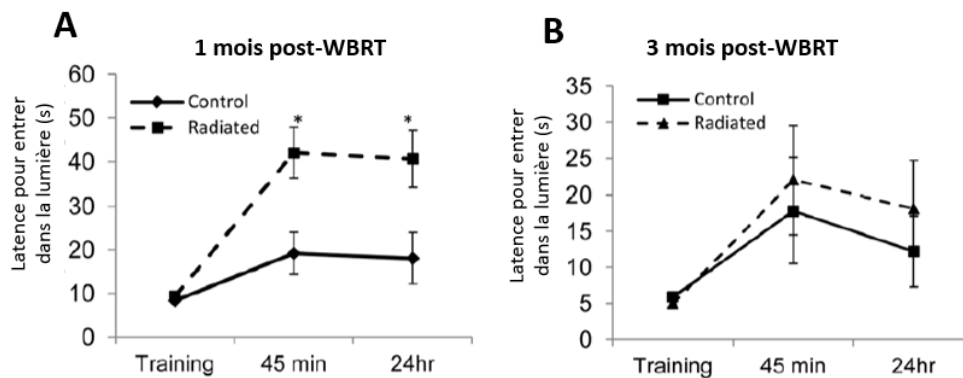 A
1 mois post-WBRT
Latence pour entrer
dans la lumière (s)
60
50
40
30
20
10
0
Control
Radiated
*
*
Training
45 min
24hr
B
3 mois post-WBRT
Latence pour entrer
dans la lumière (s)
35
30
25
20
15
10
5
0
Control
Radiated
Training
45 min
24hr